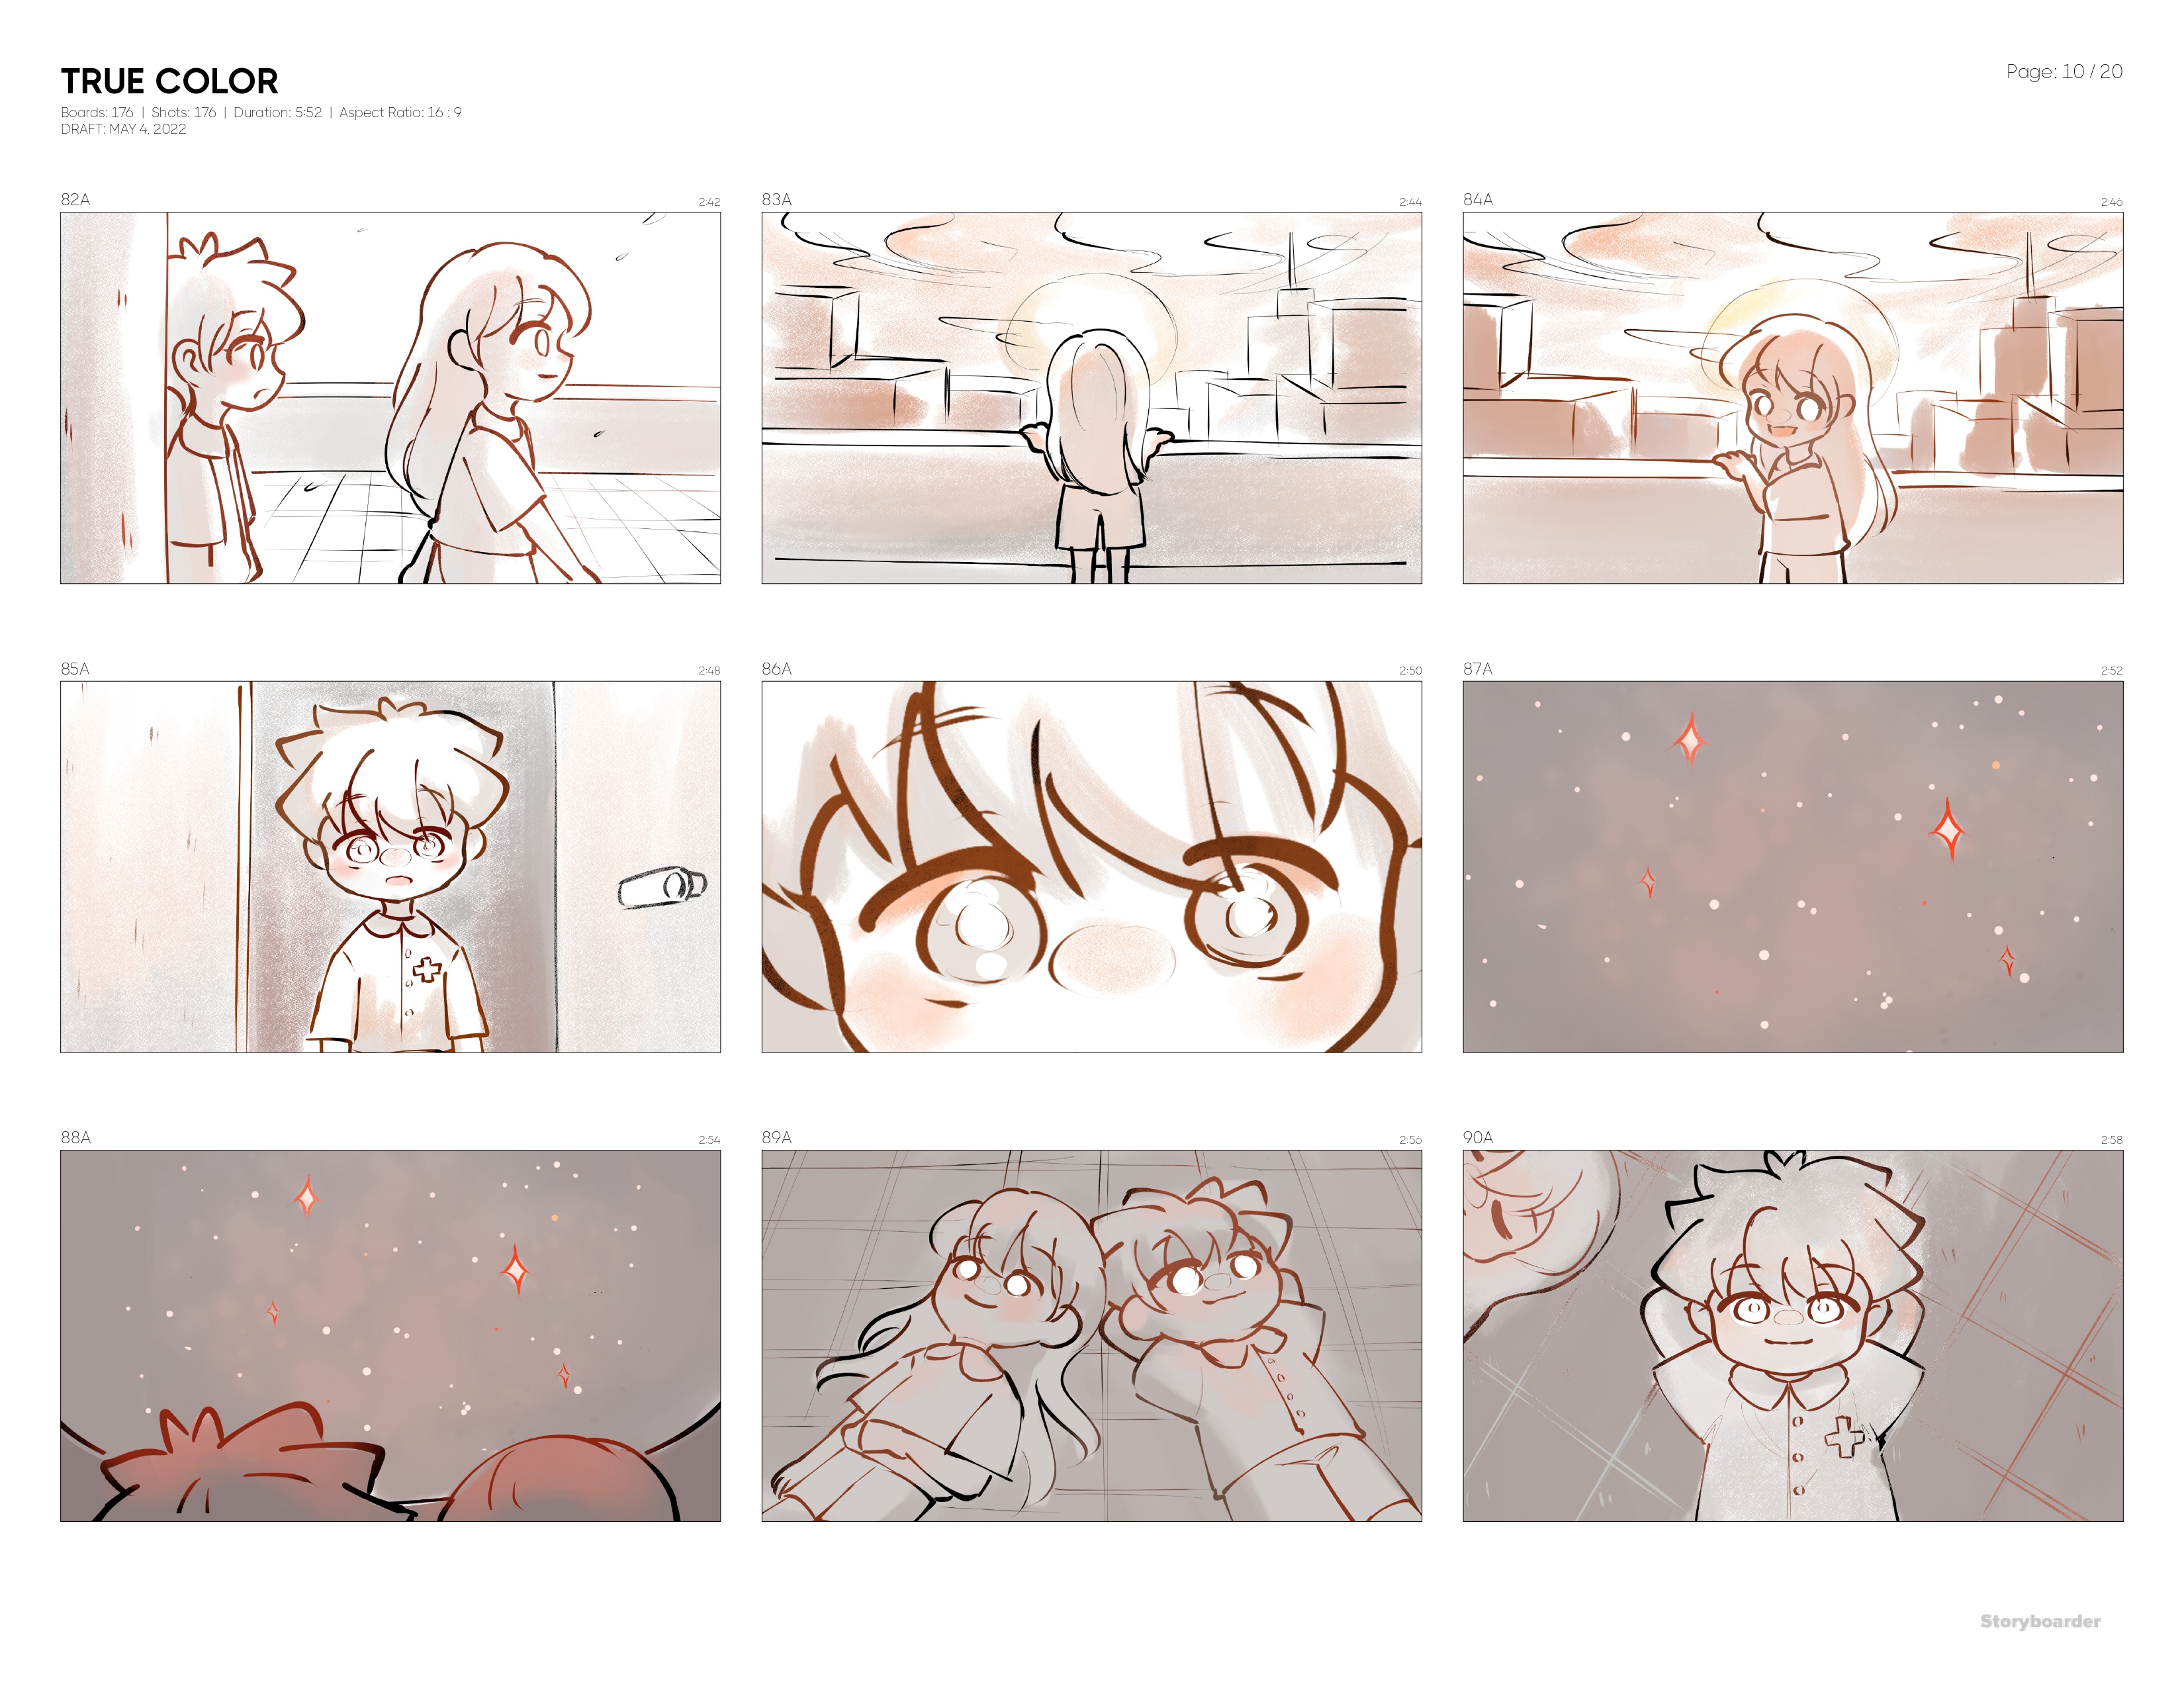 TRUE COLOR
Page: 10 / 20
Boards: 176 | Shots: 176 | Duration: 5:52 | Aspect Ratio: 16 : 9
DRAFT: MAY 4, 2022
82A 2:42
83A 2:44
84A 2:46
85A 2:48
86A 2:50
87A 2:52
88A 2:54
89A 2:56
90A 2:58
Storyboarder